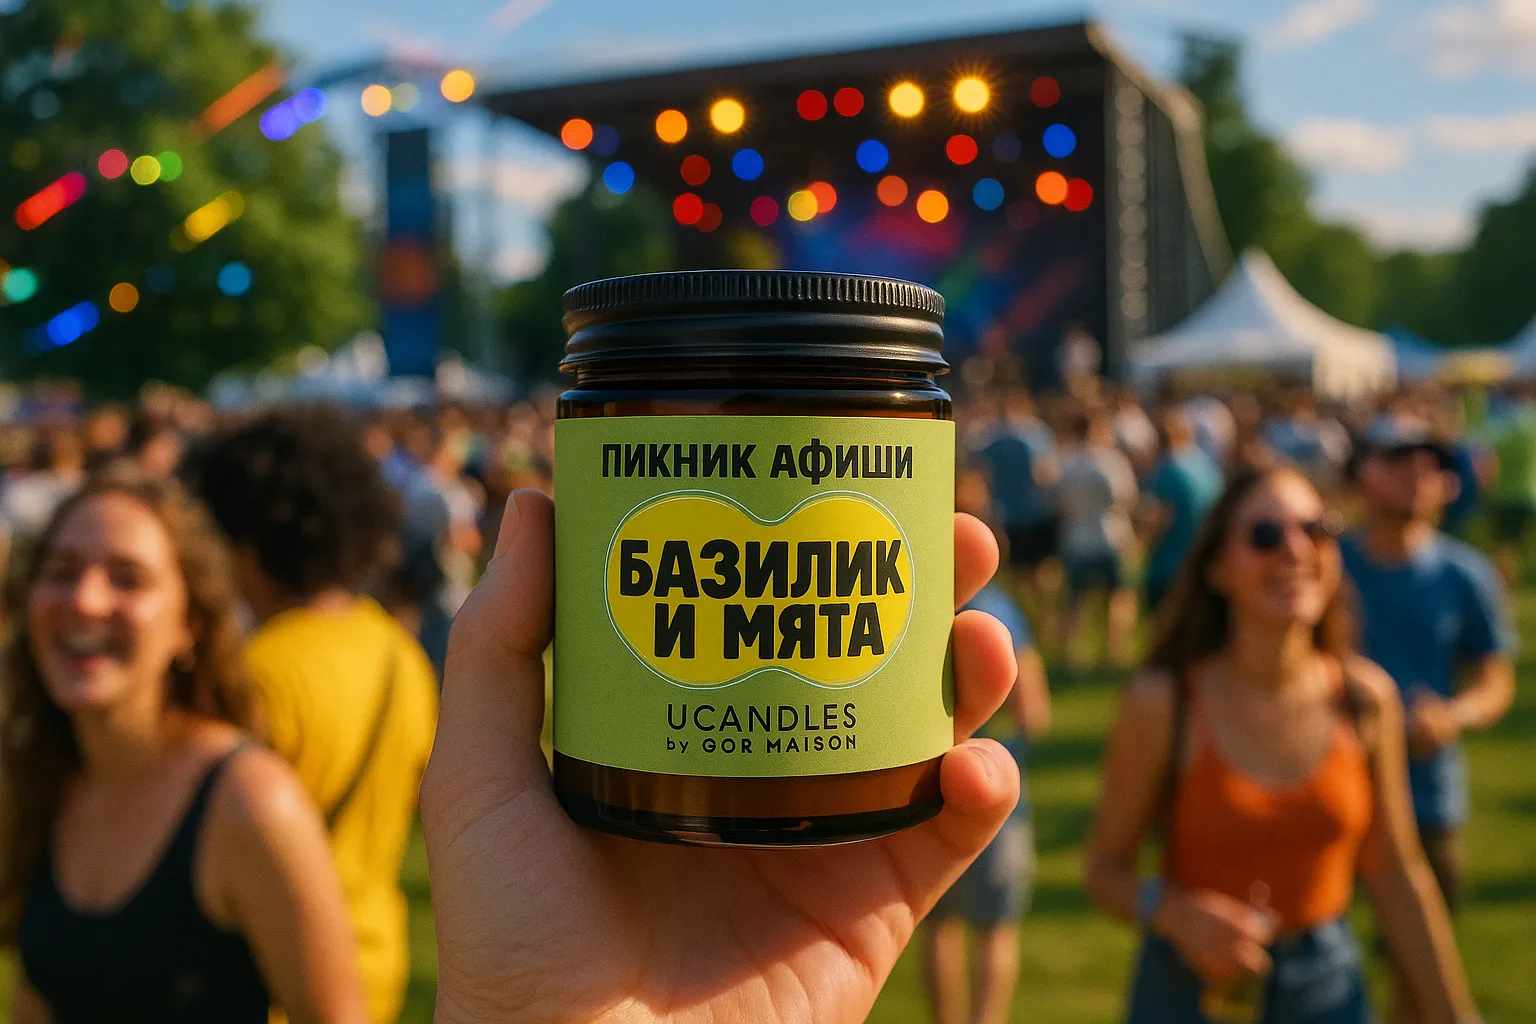 ПИКНИК АФИШИ
БАЗИЛИК
И МЯТА
UCANDLES
by GOR MAISON